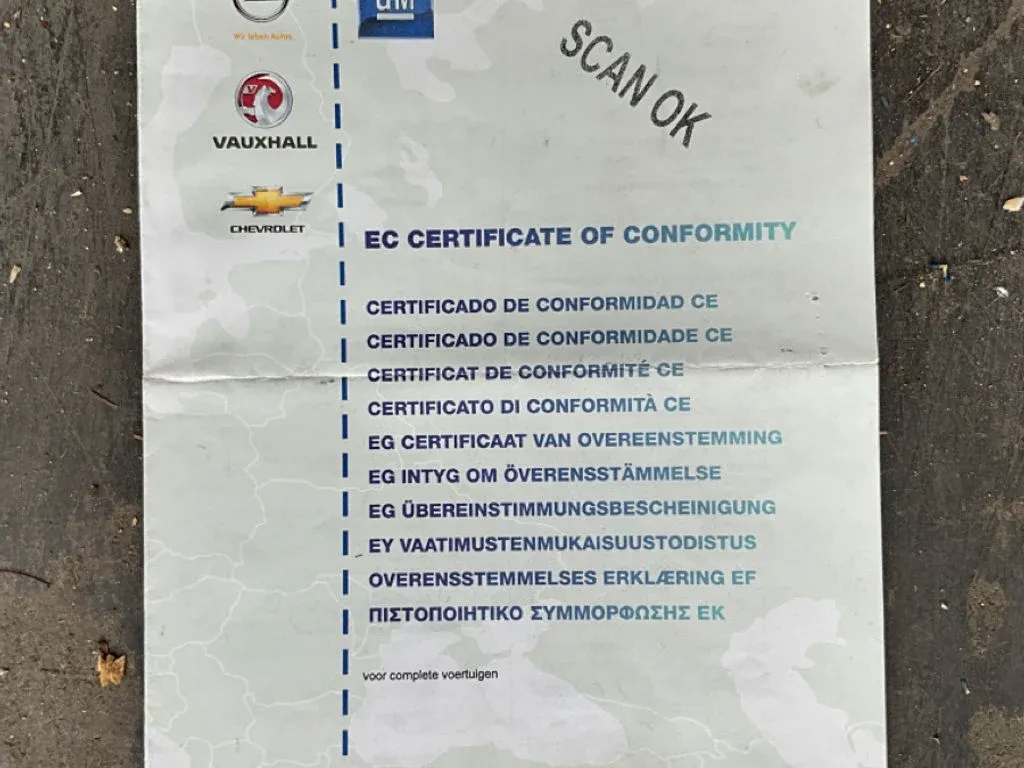 Wir leben Autos.
GM
SCAN OK
VAUXHALL
CHEVROLET
EC CERTIFICATE OF CONFORMITY
CERTIFICADO DE CONFORMIDAD CE
CERTIFICADO DE CONFORMIDADE CE
CERTIFICAT DE CONFORMITÉ CE
CERTIFICATO DI CONFORMITÀ CE
EG CERTIFICAAT VAN OVEREENSTEMMING
EG INTYG OM ÖVERENSSTÄMMELSE
EG ÜBEREINSTIMMUNGSBESCHEINIGUNG
EY VAATIMUSTENMUKAISUUSTODISTUS
OVERENSSTEMMELSES ERKLÆRING EF
ΠΙΣΤΟΠΟΙΗΤΙΚΟ ΣΥΜΜΟΡΦΩΣΗΣ ΕΚ
voor complete voertuigen